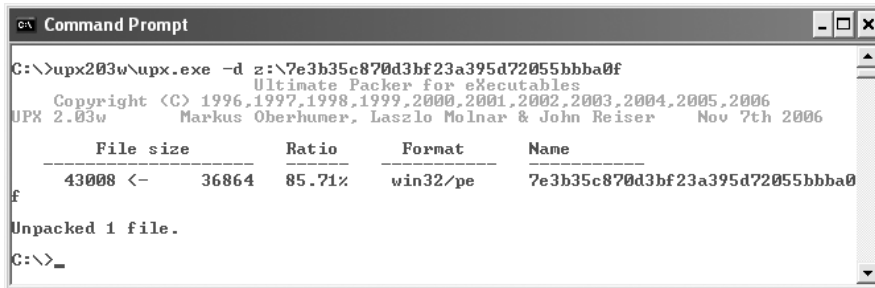 Command Prompt
C:\>upx203w\upx.exe -d z:\7e3b35c870d3bf23a395d72055bbba0f
Ultimate Packer for eXecutables
Copyright (C) 1996,1997,1998,1999,2000,2001,2002,2003,2004,2005,2006
UPX 2.03w Markus Oberhumer, Laszlo Molnar & John Reiser Nov 7th 2006
File size Ratio Format Name
-------------------- ------ ----------- -----------
43008 <- 36864 85.71% win32/pe 7e3b35c870d3bf23a395d72055bbba0
f
Unpacked 1 file.
C:\>_